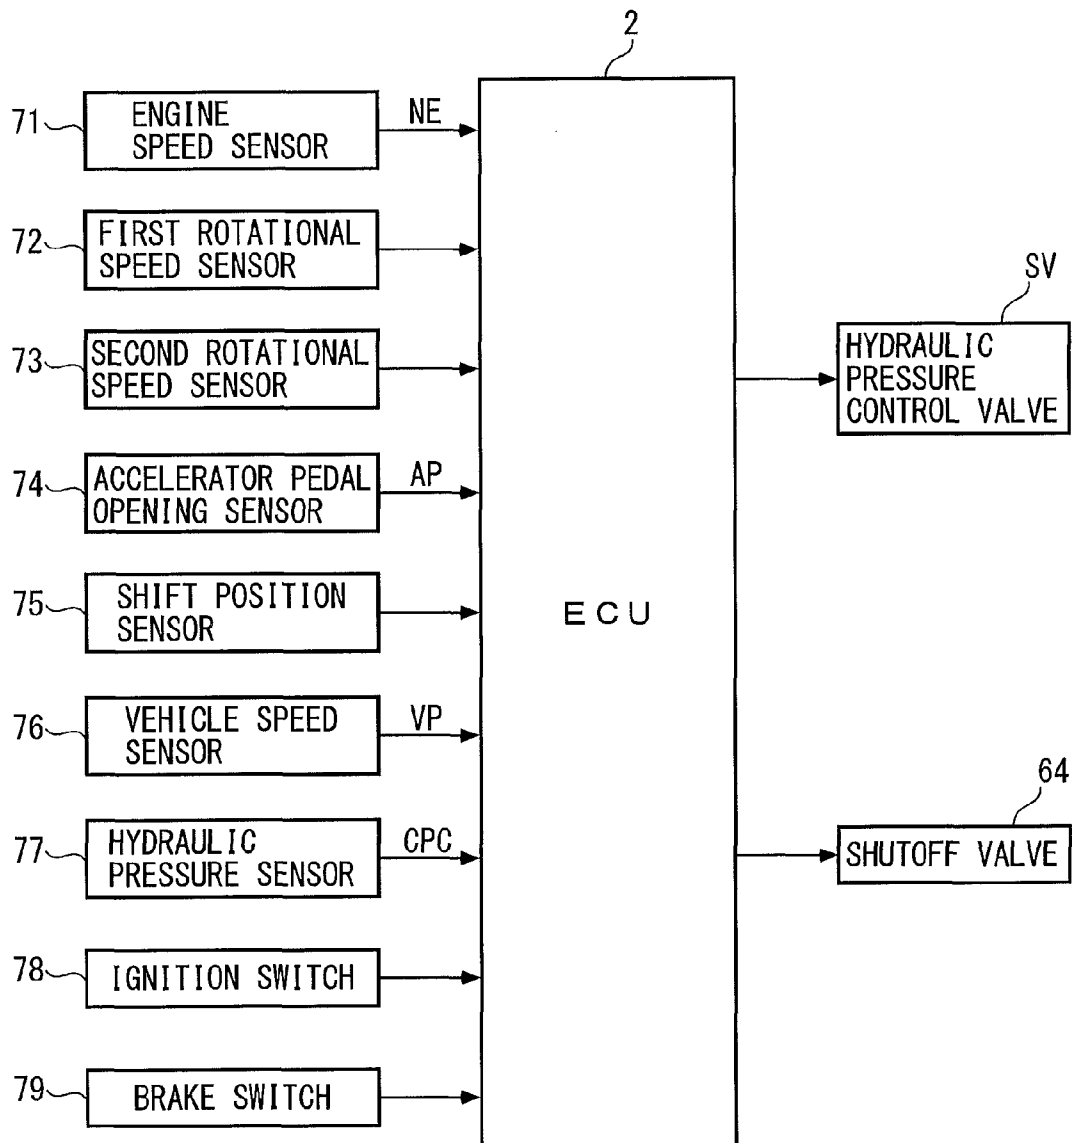 2
71
ENGINE
SPEED SENSOR
NE
72
FIRST ROTATIONAL
SPEED SENSOR
73
SECOND ROTATIONAL
SPEED SENSOR
74
ACCELERATOR PEDAL
OPENING SENSOR
AP
75
SHIFT POSITION
SENSOR
76
VEHICLE SPEED
SENSOR
VP
77
HYDRAULIC
PRESSURE SENSOR
CPC
78
IGNITION SWITCH
79
BRAKE SWITCH
ECU
SV
HYDRAULIC
PRESSURE
CONTROL VALVE
64
SHUTOFF VALVE